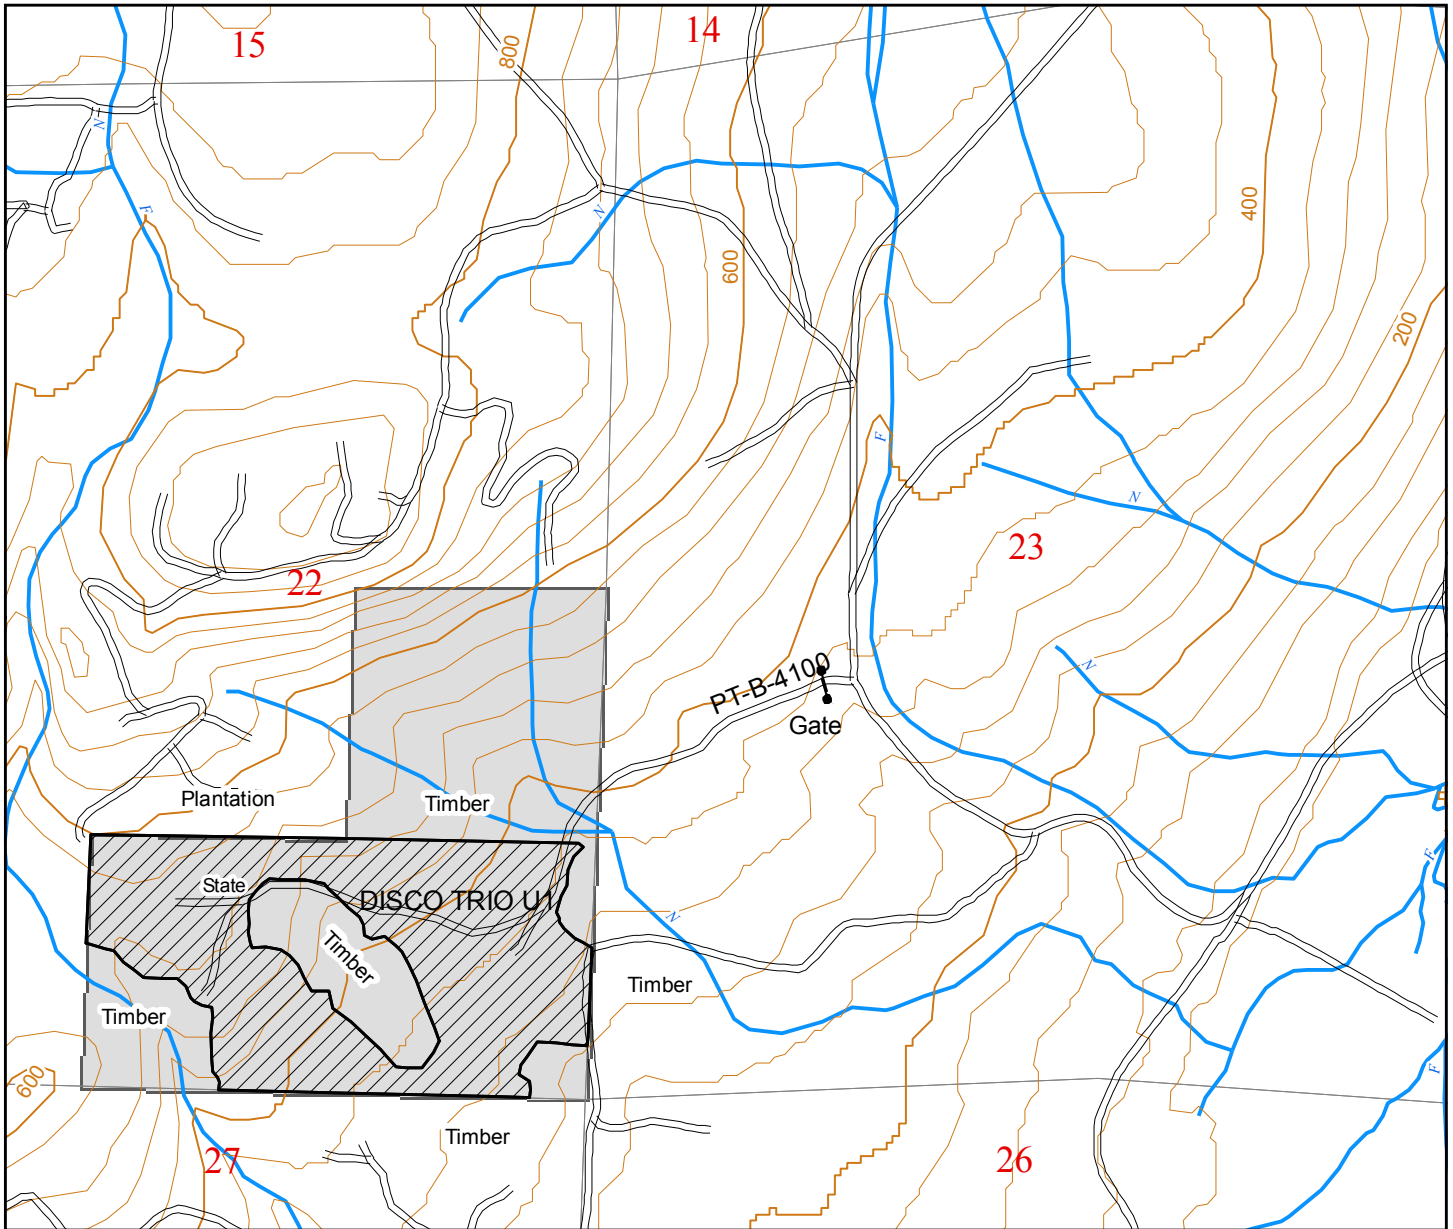 15
14
800
N
F
N
400
600
200
F
N
23
22
PT-B-4100
N
Gate
Plantation
Timber
F
State
DISCO TRIO U1
N
Timber
Timber
Timber
F
600
Timber
27
26